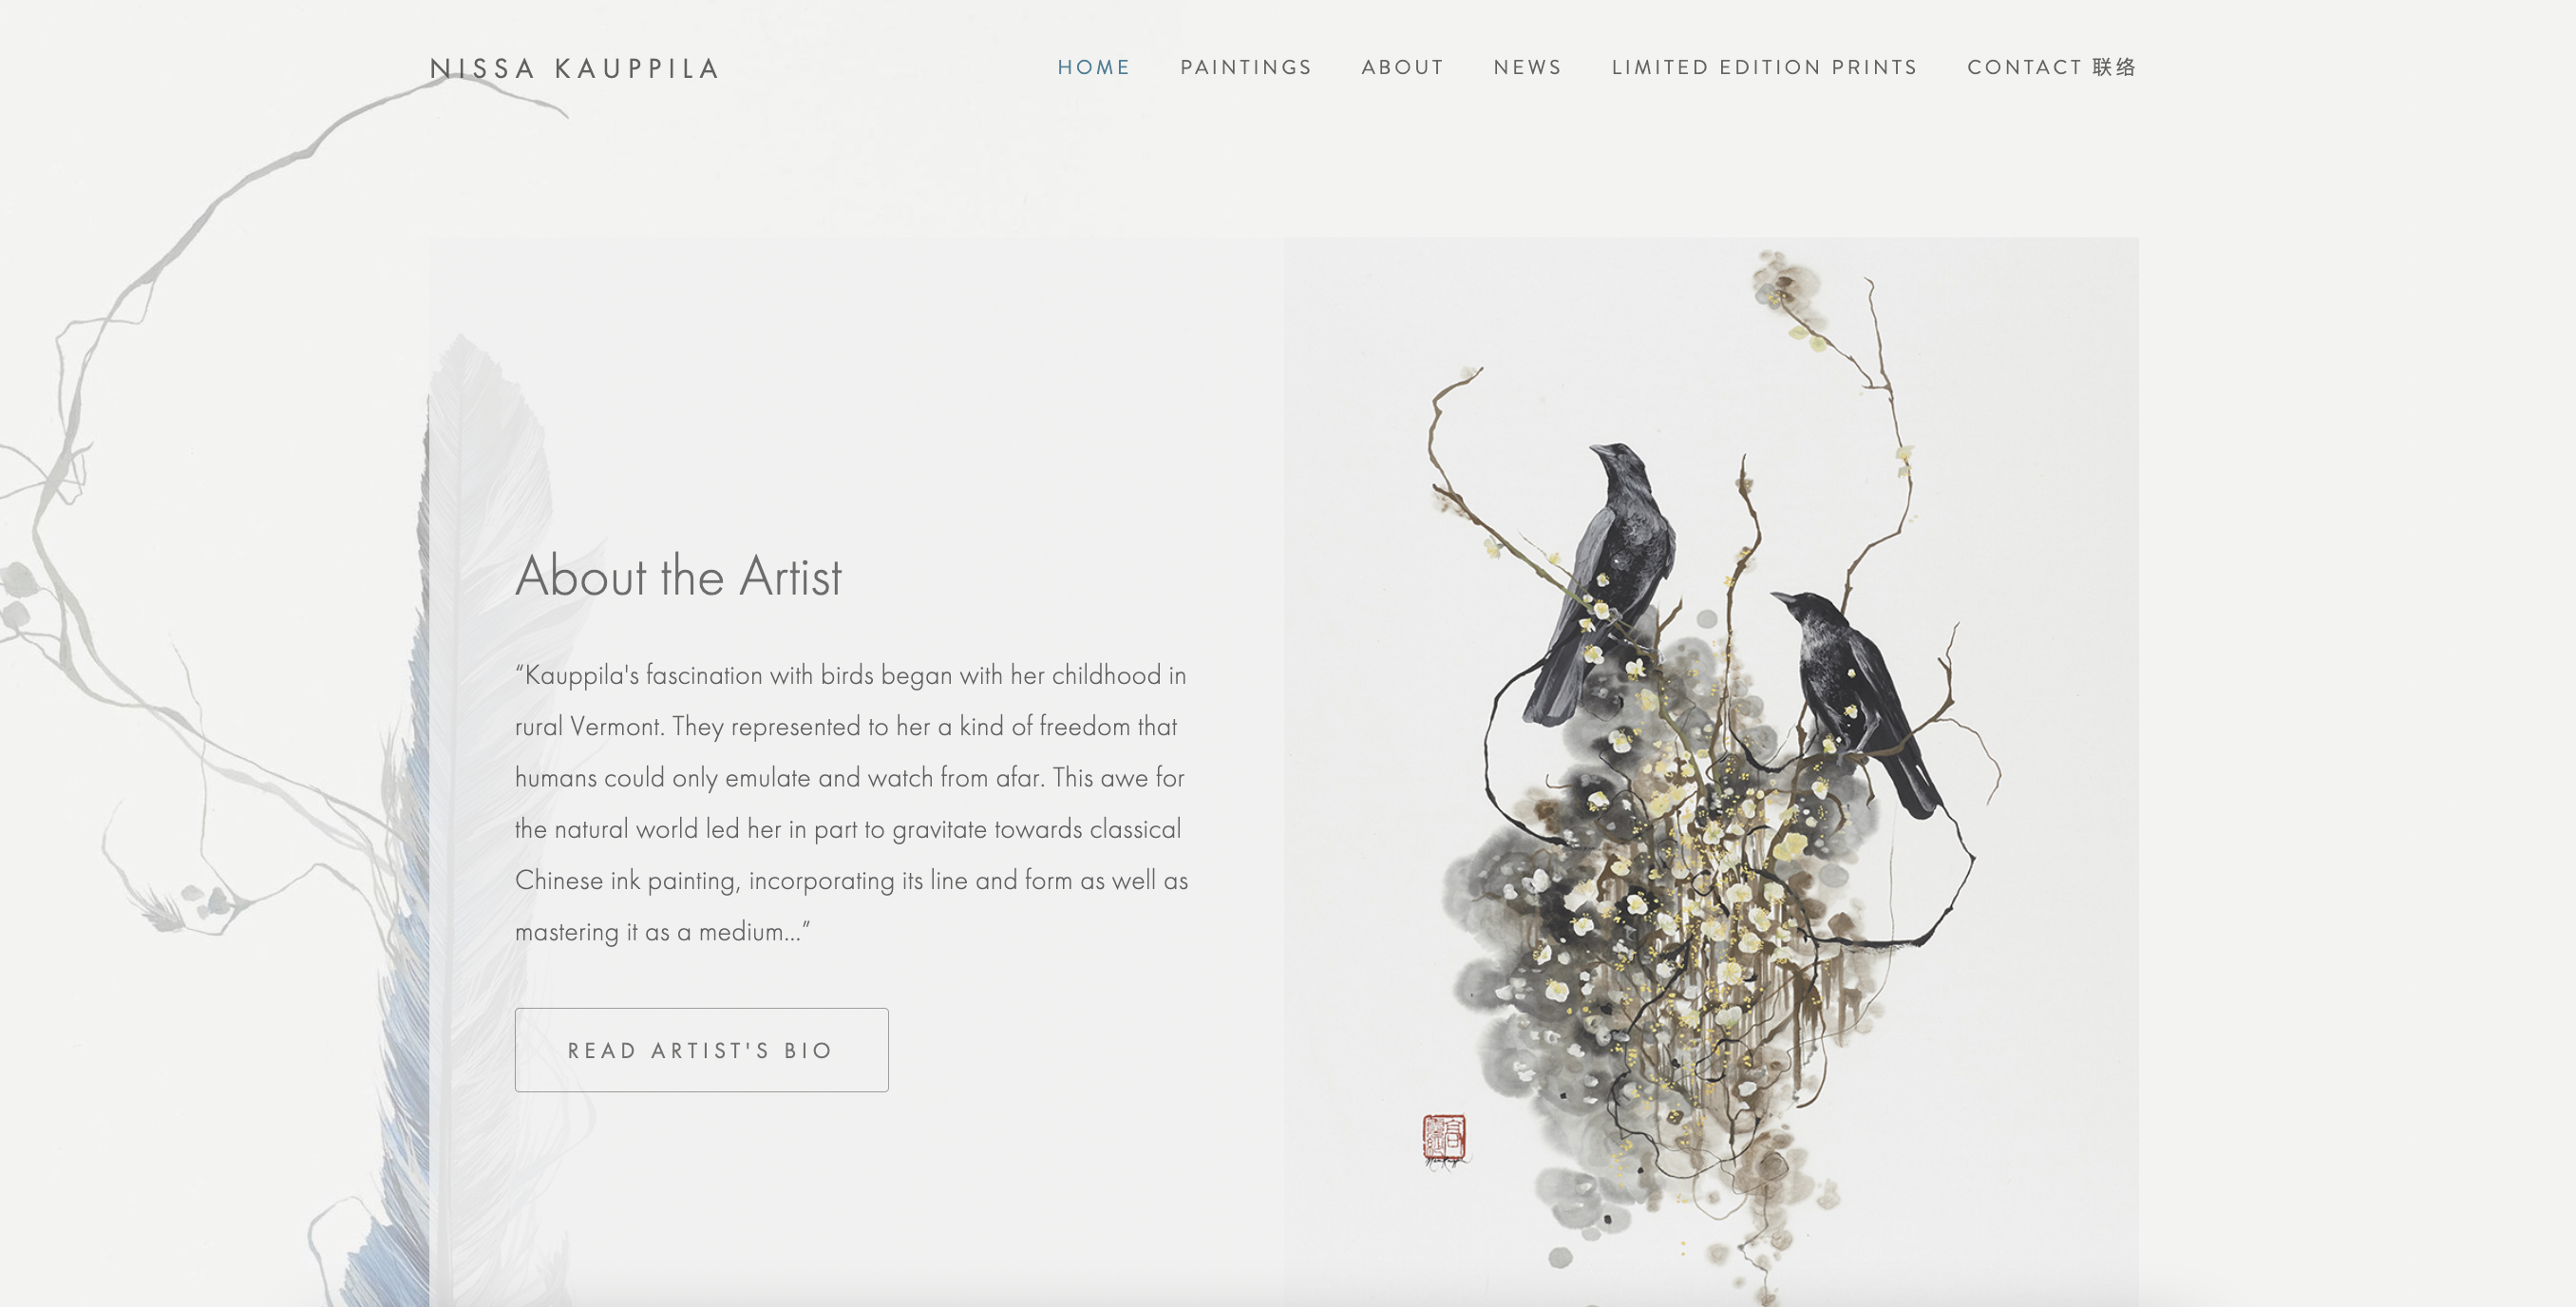 NISSA KAUPPILA
HOME PAINTINGS ABOUT NEWS LIMITED EDITION PRINTS CONTACT 联络
About the Artist
“Kauppila's fascination with birds began with her childhood in
rural Vermont. They represented to her a kind of freedom that
humans could only emulate and watch from afar. This awe for
the natural world led her in part to gravitate towards classical
Chinese ink painting, incorporating its line and form as well as
mastering it as a medium...”
READ ARTIST'S BIO